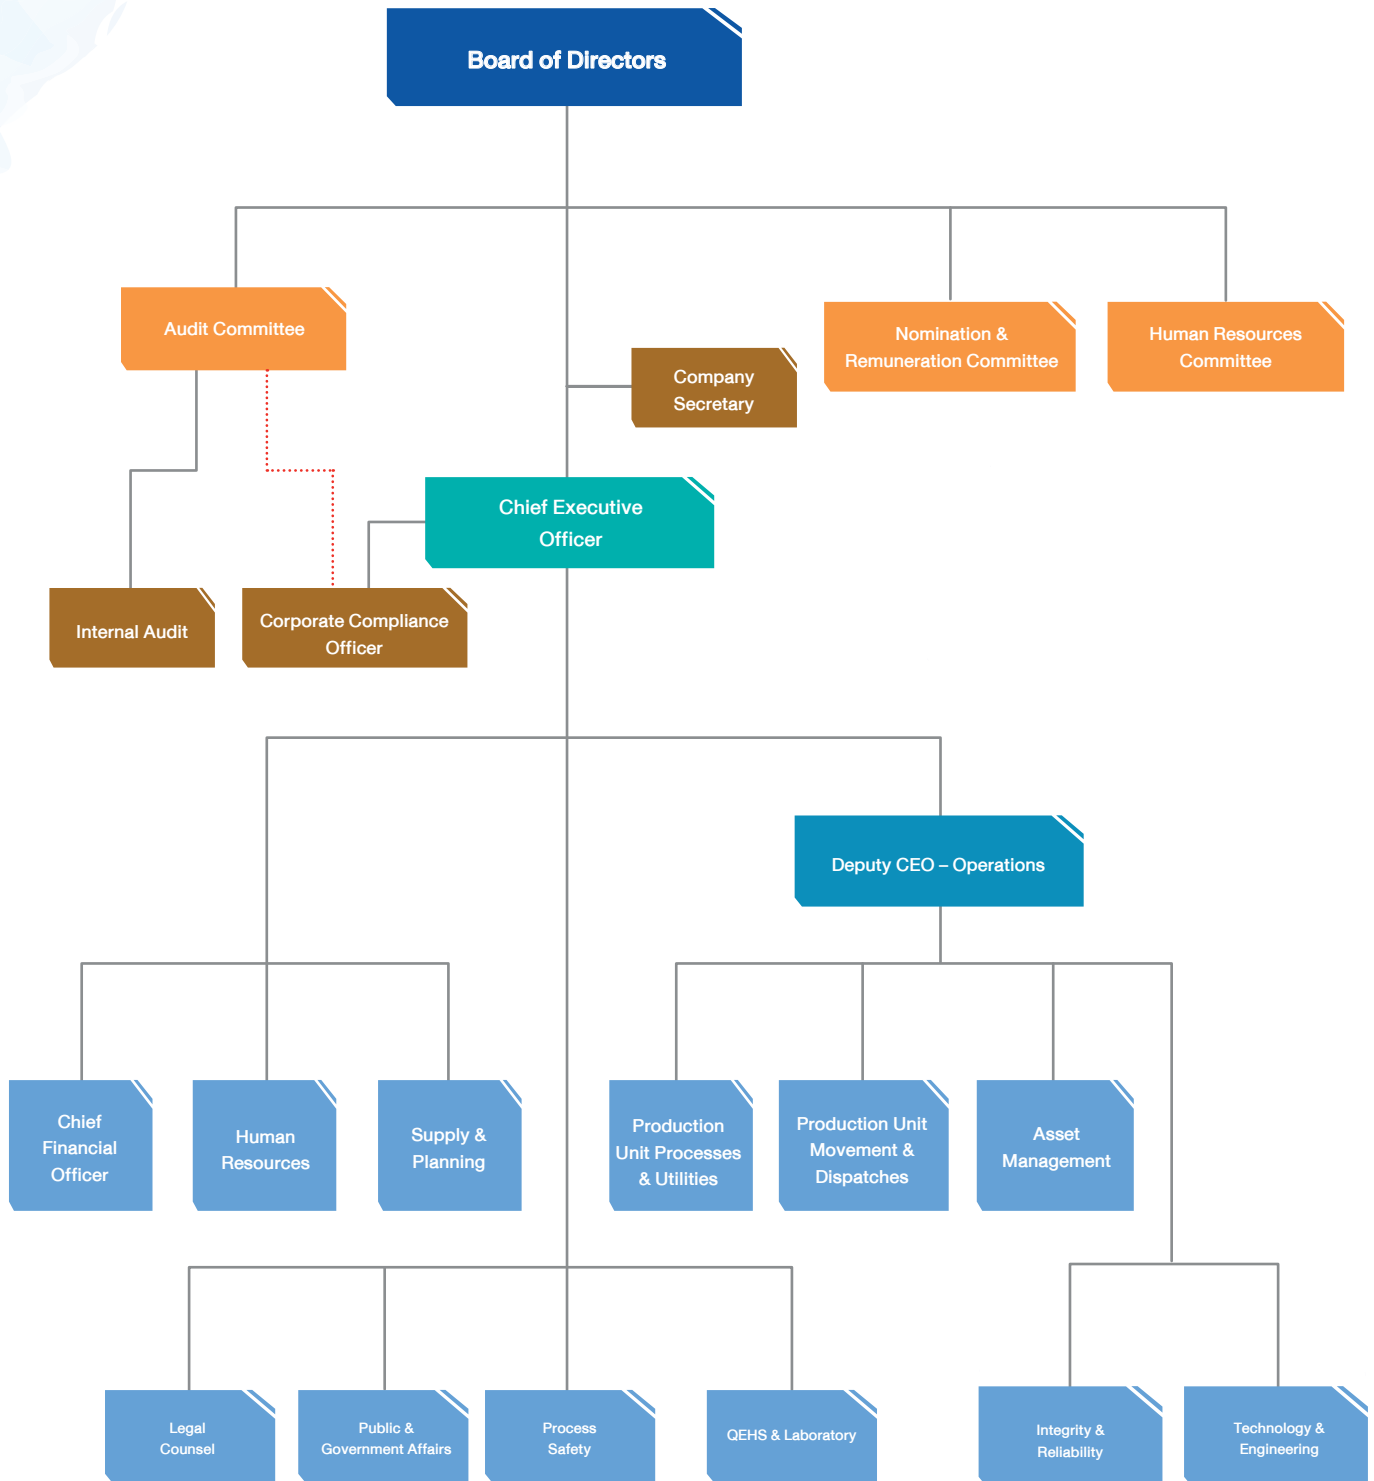 Board of Directors
Audit Committee
Nomination &
Remuneration Committee
Human Resources
Committee
Company
Secretary
Chief Executive
Officer
Internal Audit
Corporate Compliance
Officer
Deputy CEO – Operations
Chief
Financial
Officer
Human
Resources
Supply &
Planning
Production
Unit Processes
& Utilities
Production Unit
Movement &
Dispatches
Asset
Management
Legal
Counsel
Public &
Government Affairs
Process
Safety
QEHS & Laboratory
Integrity &
Reliability
Technology &
Engineering